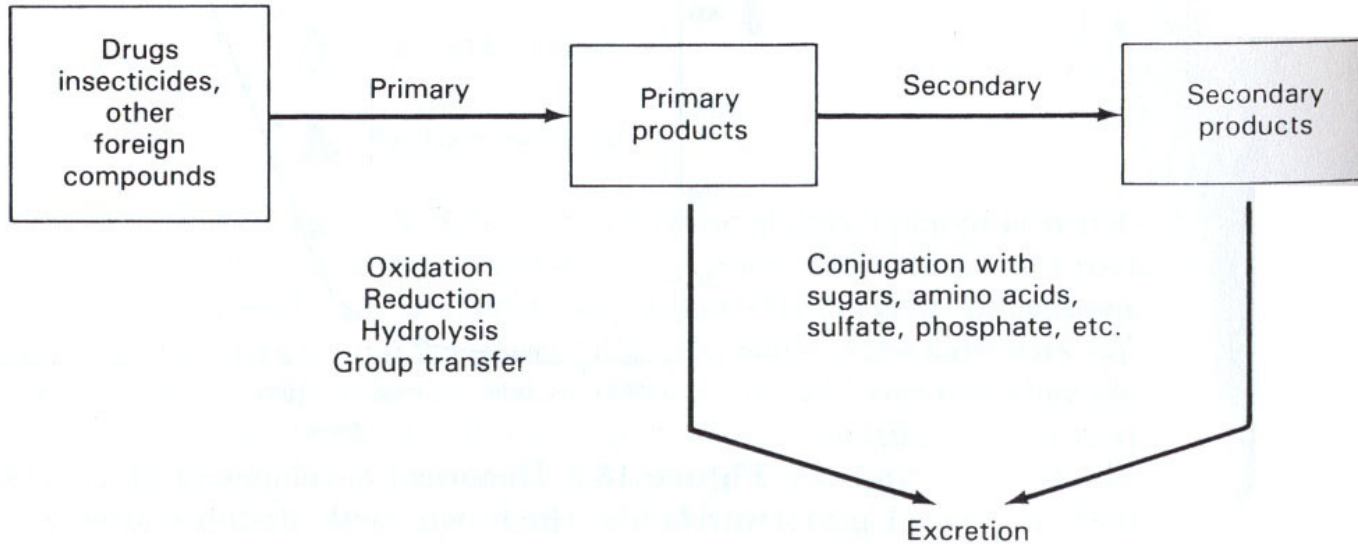 Drugs
insecticides,
other
foreign
compounds
Primary
Primary
products
Secondary
Secondary
products
Oxidation
Reduction
Hydrolysis
Group transfer
Conjugation with
sugars, amino acids,
sulfate, phosphate, etc.
Excretion